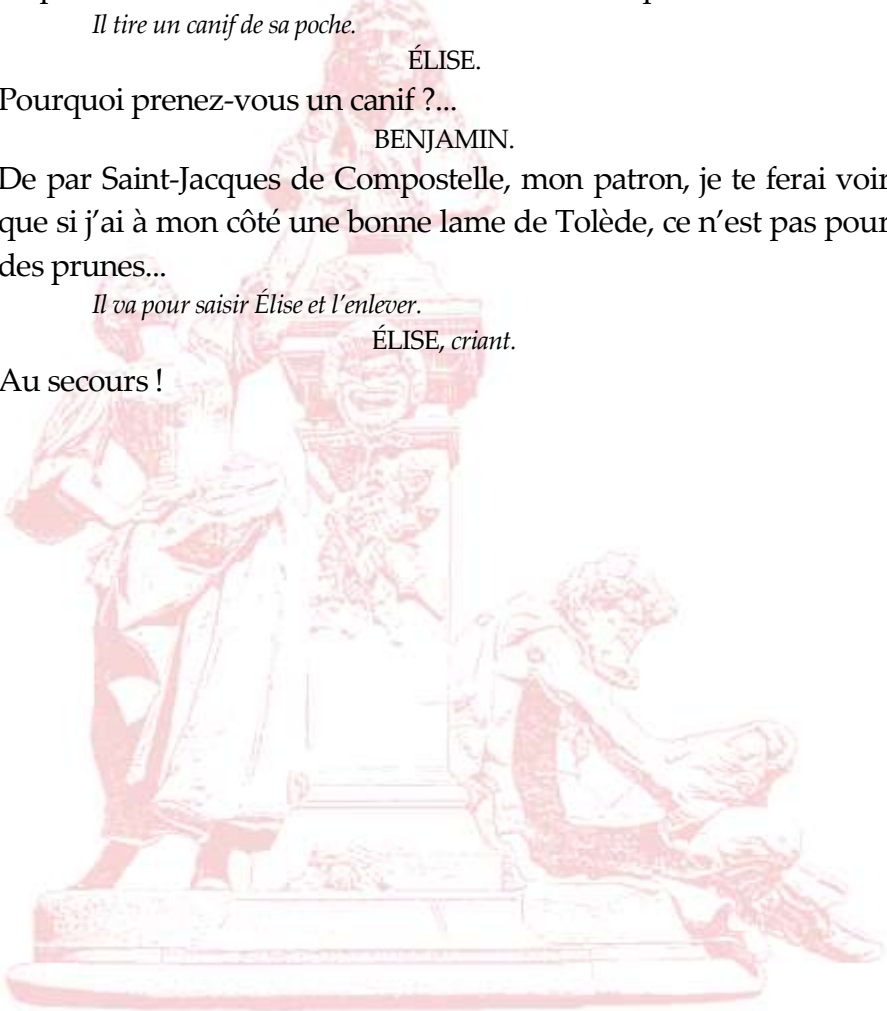 Il tire un canif de sa poche.
ÉLISE.
Pourquoi prenez-vous un canif ?...
BENJAMIN.
De par Saint-Jacques de Compostelle, mon patron, je te ferai voir
que si j’ai à mon côté une bonne lame de Tolède, ce n’est pas pour
des prunes...
Il va pour saisir Élise et l’enlever.
ÉLISE, criant.
Au secours !